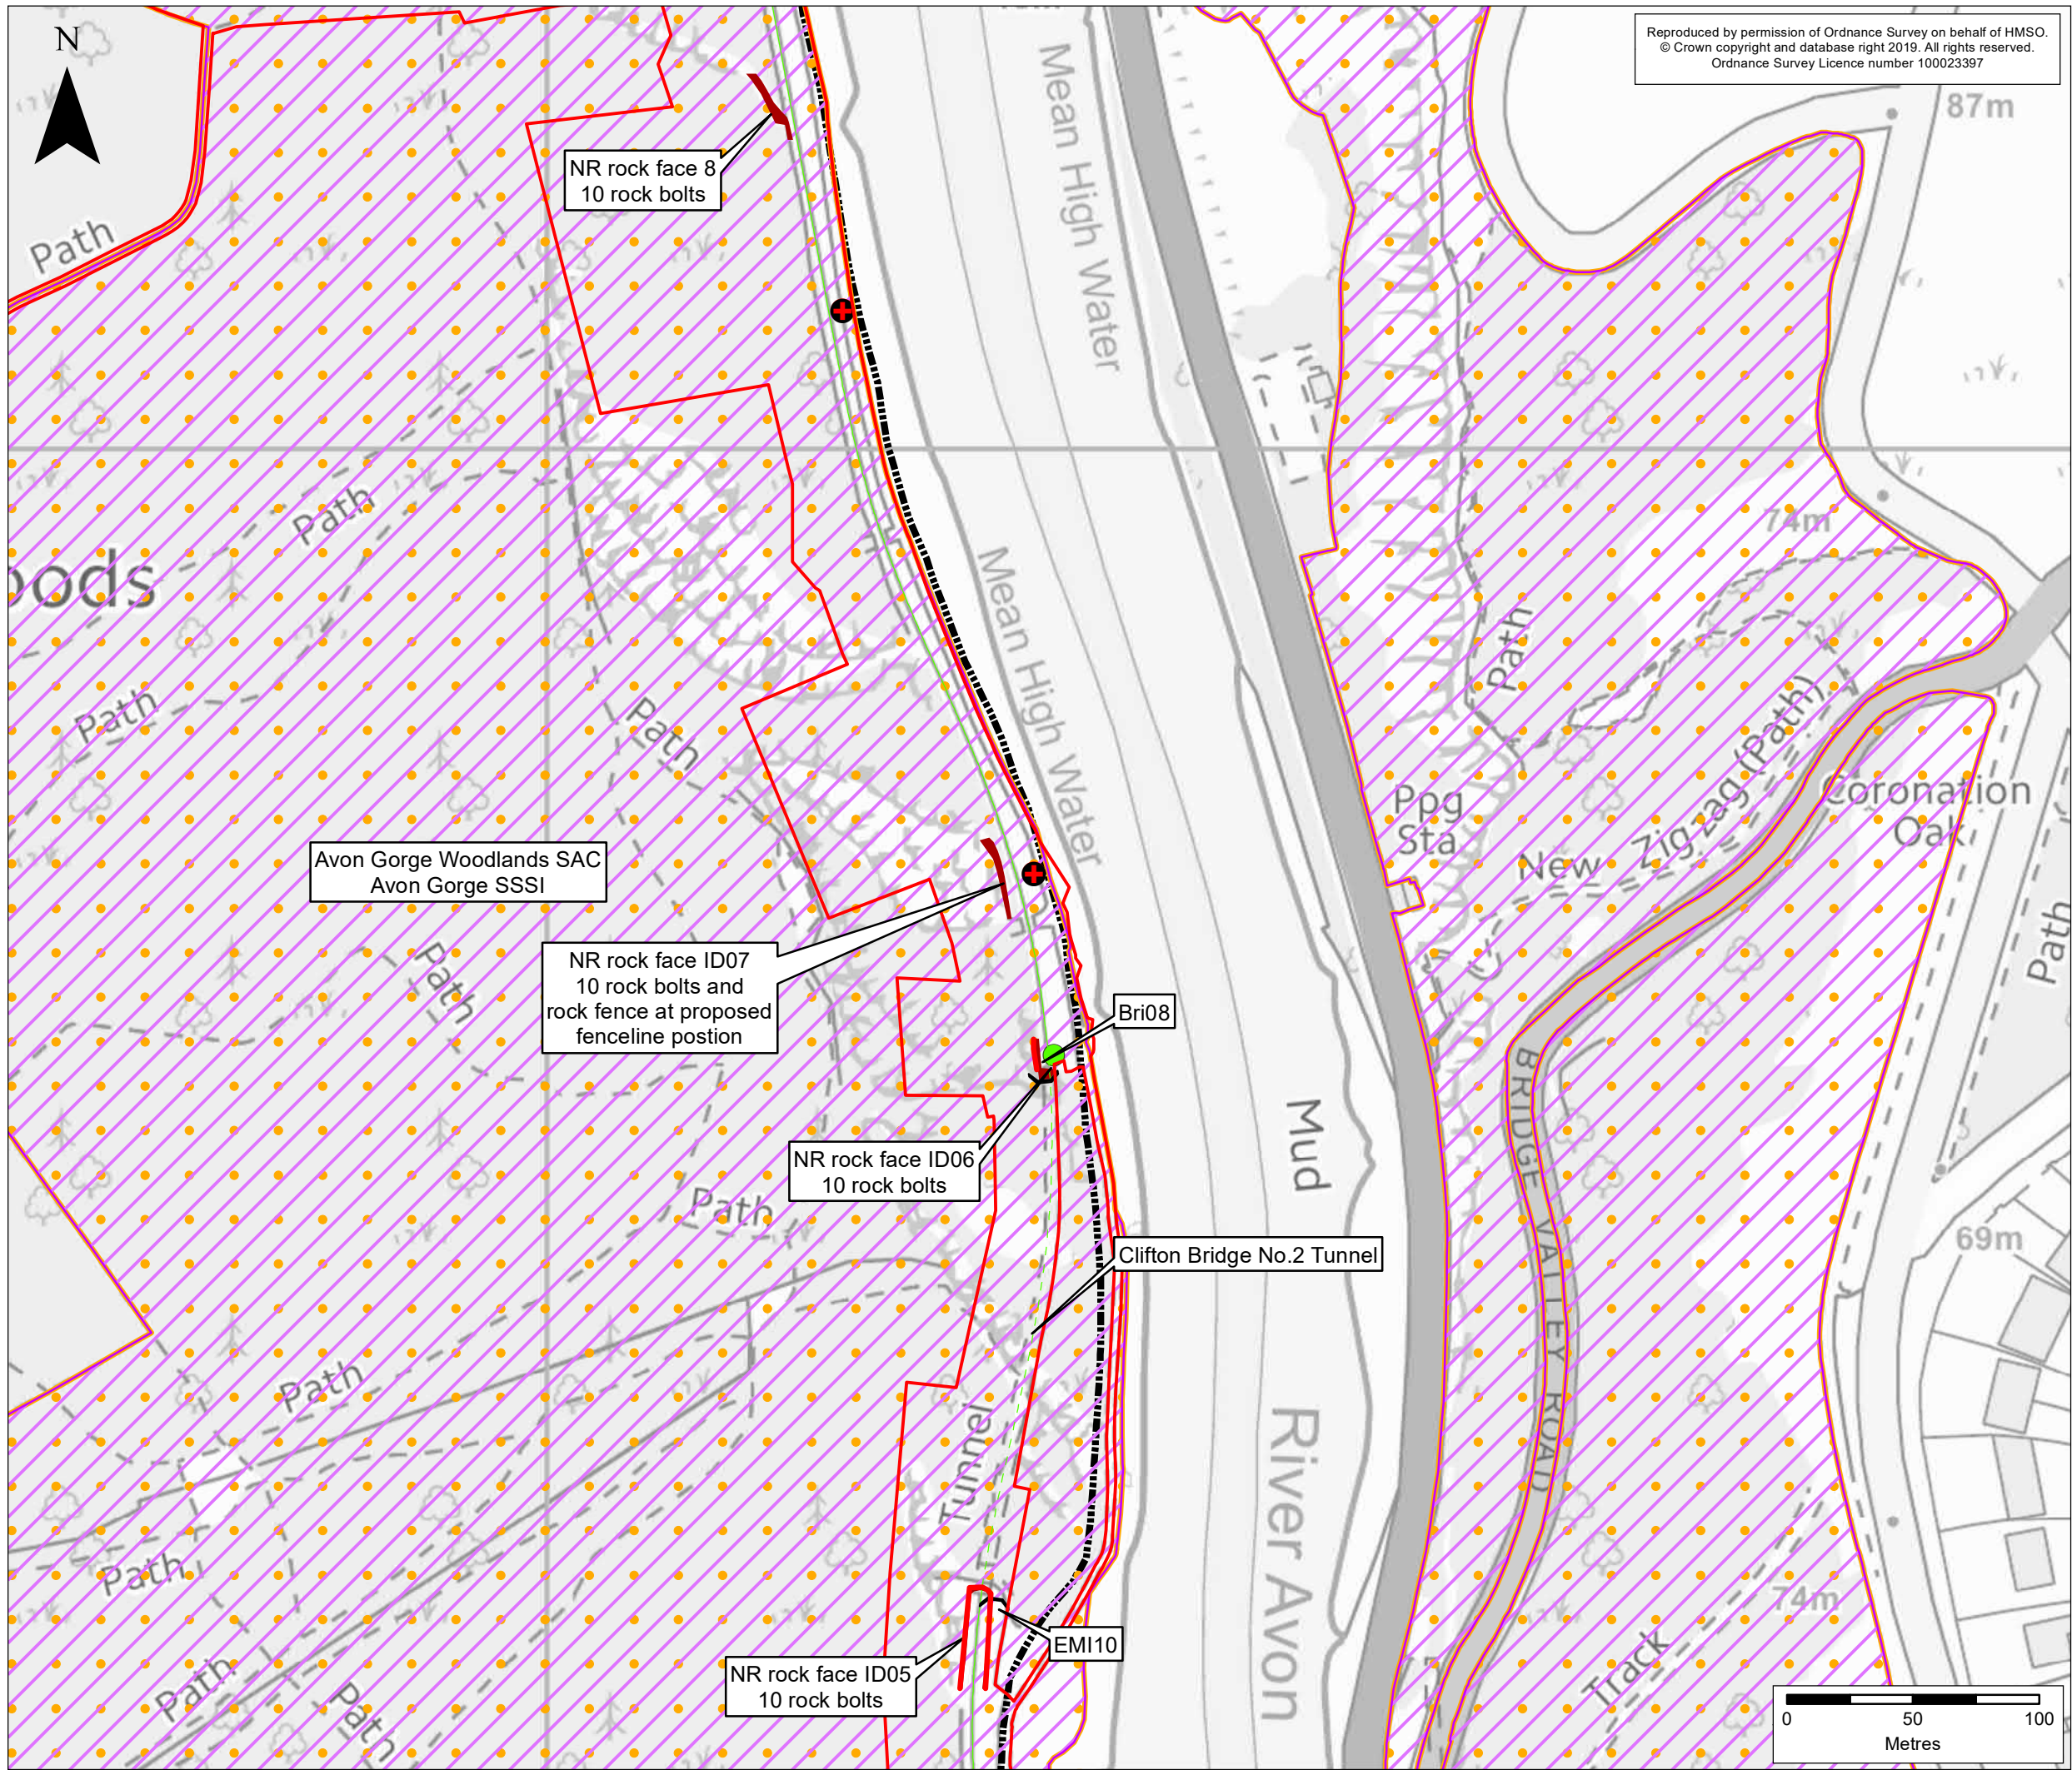 N
Reproduced by permission of Ordnance Survey on behalf of HMSO.
© Crown copyright and database right 2019. All rights reserved.
Ordnance Survey Licence number 100023397
87m
Mean High Water
NR rock face 8
10 rock bolts
Path
Path
74m
oods
Mean High Water
Path
Path
Path
Zig zag (Path)
New
Ppg
Sta
Coronation
Oak
Avon Gorge Woodlands SAC
Avon Gorge SSSI
Path
Path
NR rock face ID07
10 rock bolts and
rock fence at proposed
fenceline postion
Bri08
BRIDGE VALLEY ROAD
Mud
NR rock face ID06
10 rock bolts
Path
Clifton Bridge No.2 Tunnel
69m
Path
Tunnel
River Avon
Path
74m
EMI10
Track
NR rock face ID05
10 rock bolts
Path
Path
0 50 100
Metres